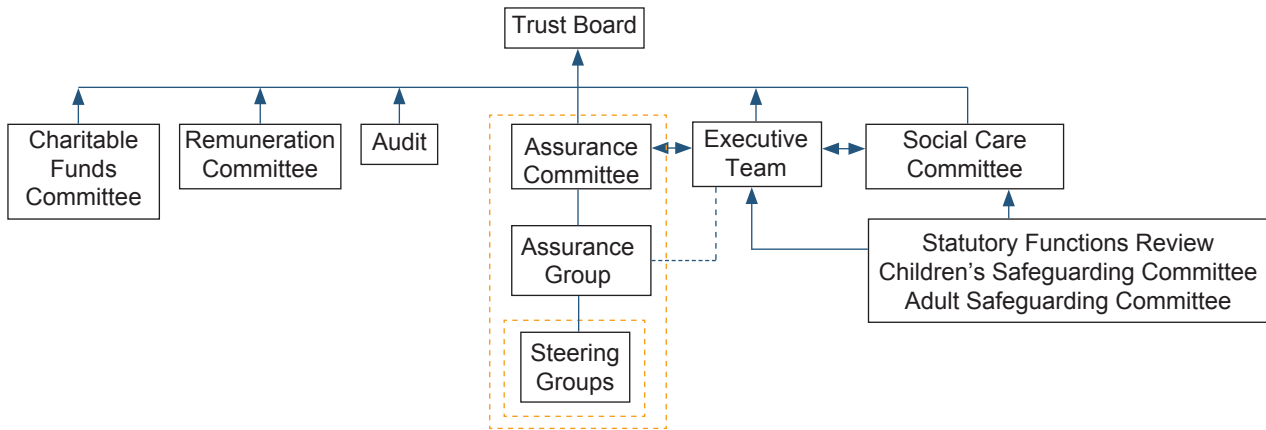 Trust Board
Charitable
Funds
Committee
Remuneration
Committee
Audit
Assurance
Committee
Executive
Team
Social Care
Committee
Assurance
Group
Statutory Functions Review
Children’s Safeguarding Committee
Adult Safeguarding Committee
Steering
Groups